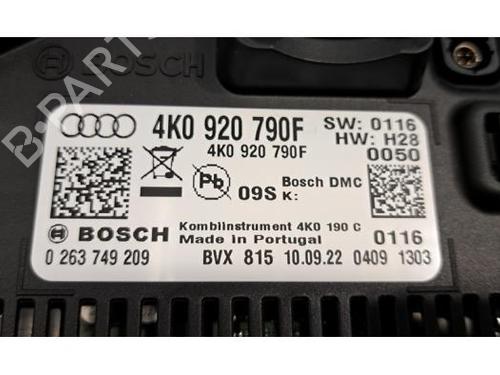 BOSCH
B-PARTS
4K0 920 790F
SW: 0116
4K0 920 790F
HW: H28
0050
Pb
09S
Bosch DMC
K:
BOSCH
Kombiinstrument 4K0 190 C
Made in Portugal
0116
0 263 749 209
BVX 815
10.09.22
0409
1303